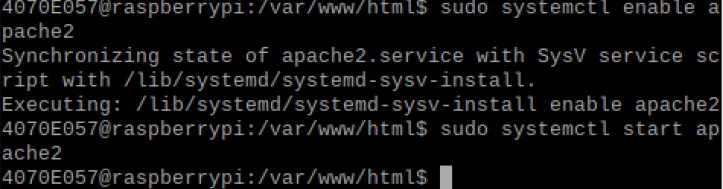 4070E057@raspberrypi:/var/www/html$ sudo systemctl enable a
pache2
Synchronizing state of apache2.service with SysV service sc
ript with /lib/systemd/systemd-sysv-install.
Executing: /lib/systemd/systemd-sysv-install enable apache2
4070E057@raspberrypi:/var/www/html$ sudo systemctl start ap
ache2
4070E057@raspberrypi:/var/www/html$